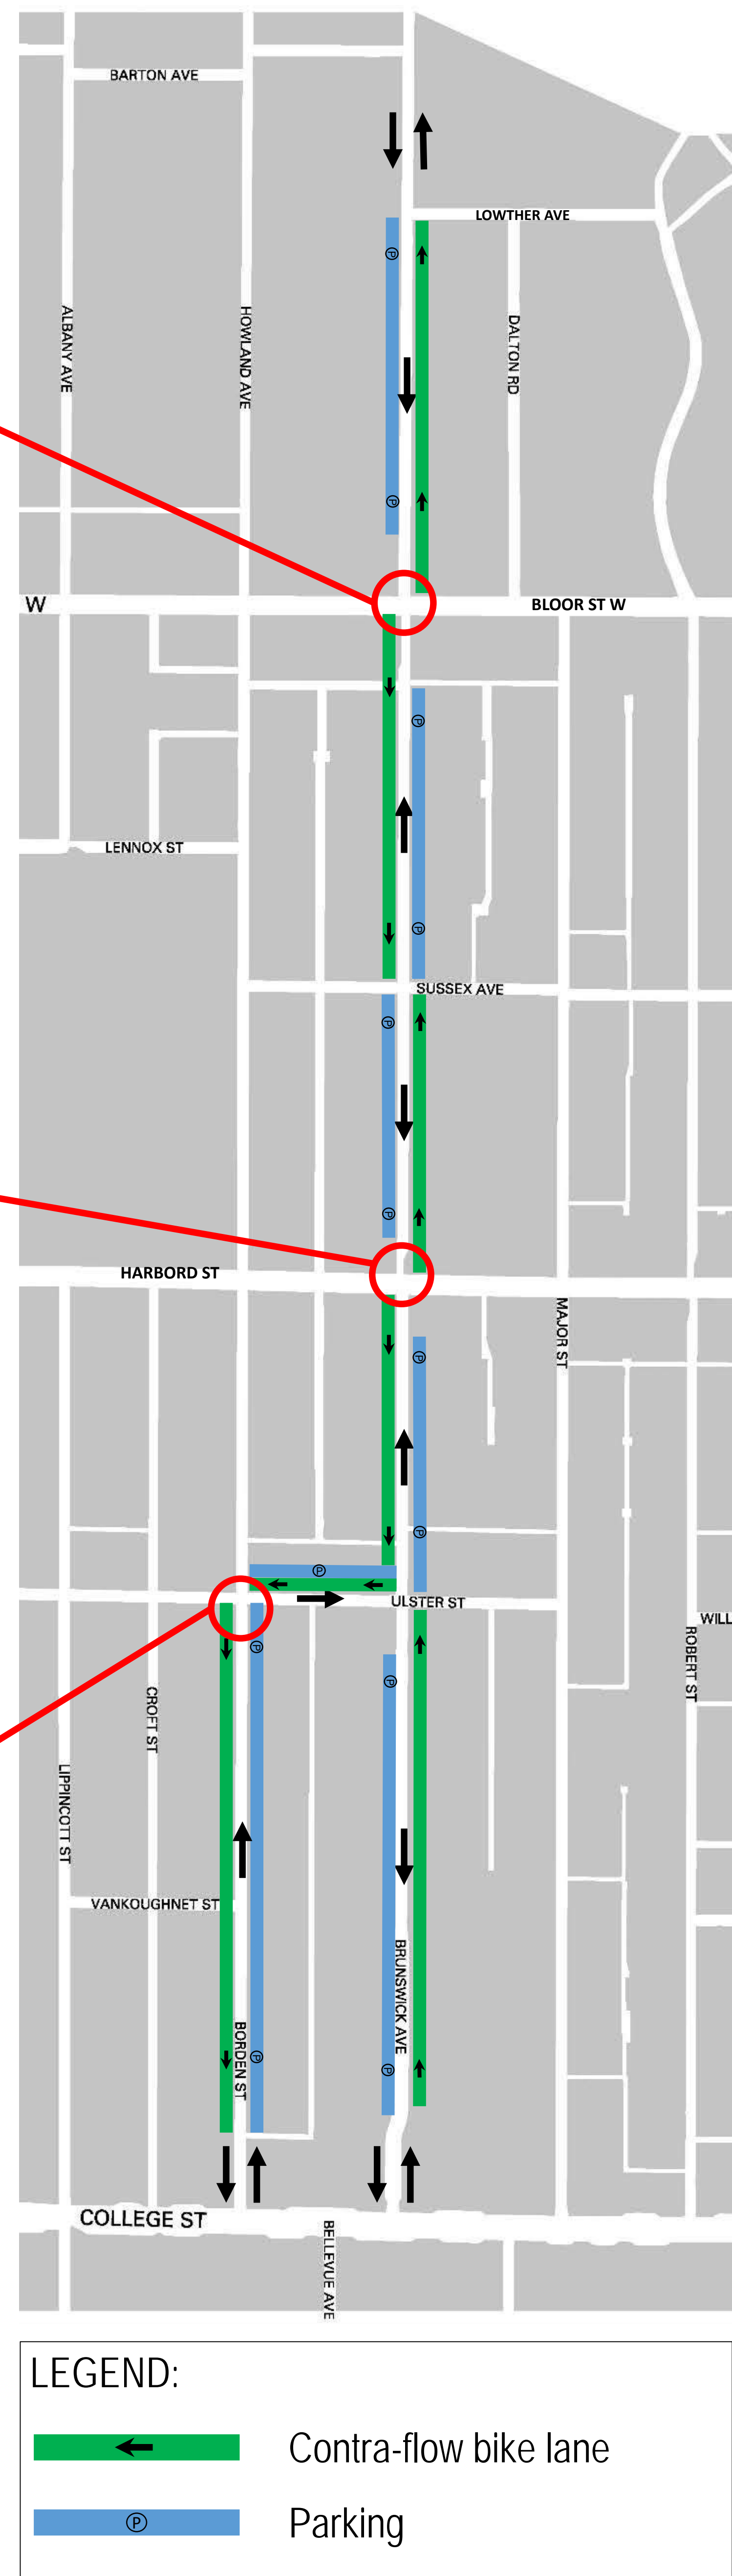 BARTON AVE
LOWTHER AVE
ALBANY AVE
HOWLAND AVE
DALTON RD
P
P
W
BLOOR ST W
P
LENNOX ST
P
SUSSEX AVE
P
P
HARBORD ST
MAJOR ST
P
P
P
ULSTER ST
WILL
P
ROBERT ST
P
CROFT ST
LIPPINCOTT ST
VANKOUGHNET ST
BRUNSWICK AVE
BORDEN ST
P
P
COLLEGE ST
BELLEVUE AVE
LEGEND:
Contra-flow bike lane
P
Parking